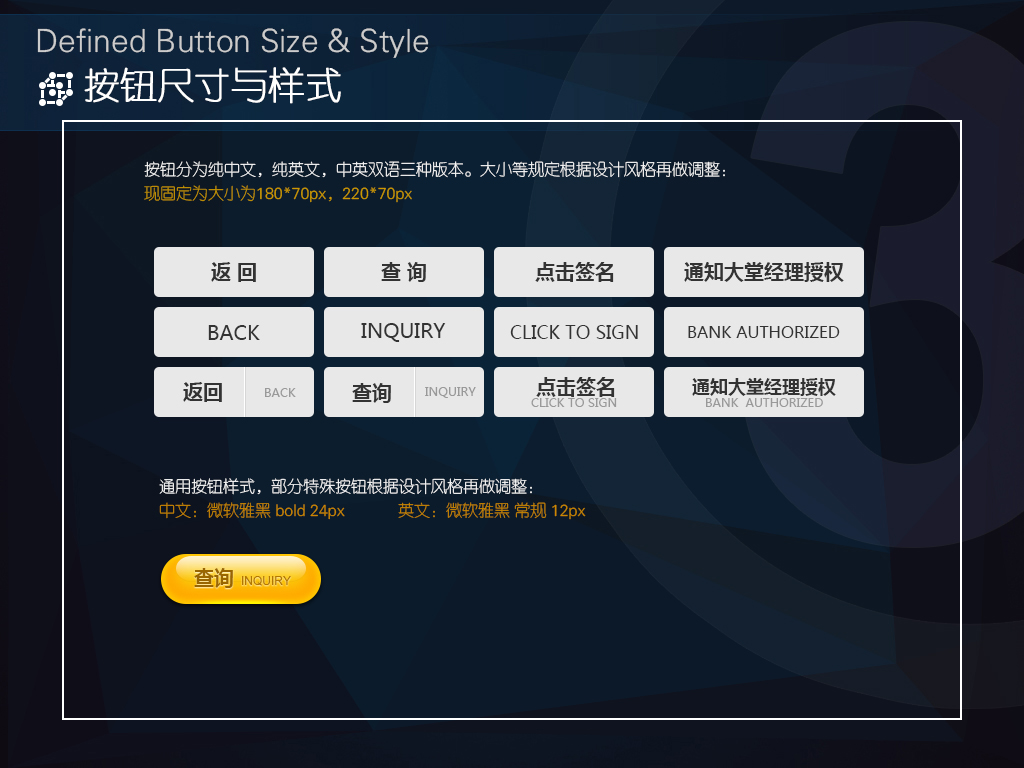 Defined Button Size & Style
按钮尺寸与样式
按钮分为纯中文，纯英文，中英双语三种版本。大小等规定根据设计风格再做调整：
现固定为大小为180*70px，220*70px
返 回 查 询 点击签名 通知大堂经理授权
BACK INQUIRY CLICK TO SIGN BANK AUTHORIZED
返回 BACK 查询 INQUIRY 点击签名 通知大堂经理授权
CLICK TO SIGN BANK AUTHORIZED
通用按钮样式，部分特殊按钮根据设计风格再做调整：
中文：微软雅黑 bold 24px 英文：微软雅黑 常规 12px
查询 INQUIRY